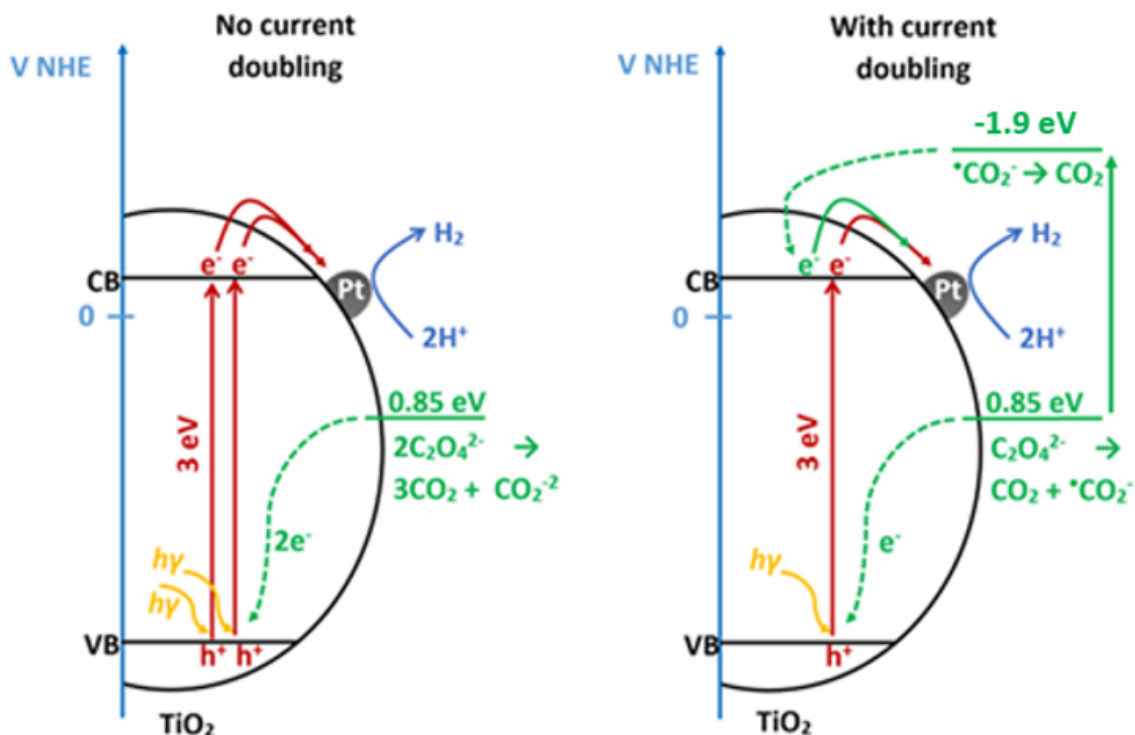 No current
doubling
V NHE
e⁻ e⁻
H₂
CB
Pt
0
2H⁺
3 eV
0.85 eV
2C₂O₄²⁻ →
3CO₂ + CO₂⁻²
2e⁻
hγ
hγ
VB
h⁺ h⁺
TiO₂
With current
doubling
V NHE
-1.9 eV
•CO₂⁻ → CO₂
e⁻ e⁻
H₂
CB
Pt
0
2H⁺
3 eV
0.85 eV
C₂O₄²⁻ →
CO₂ + •CO₂⁻
e⁻
hγ
VB
h⁺
TiO₂